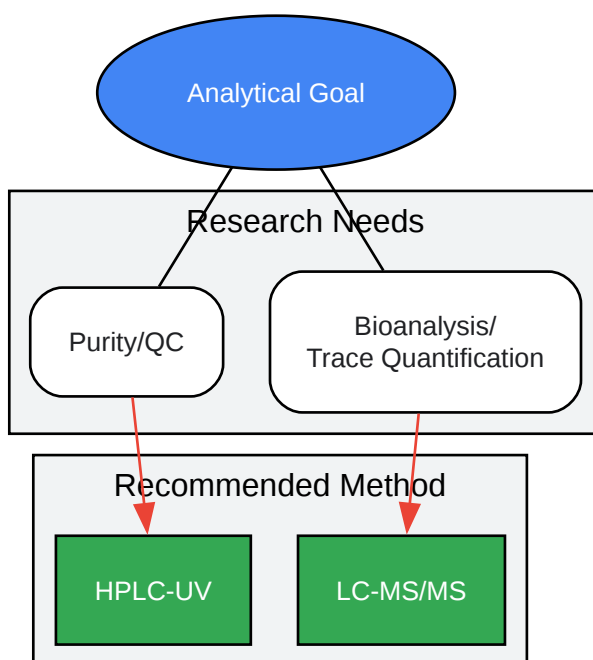 Analytical Goal
Research Needs
Purity/QC
Bioanalysis/
Trace Quantification
Recommended Method
HPLC-UV
LC-MS/MS